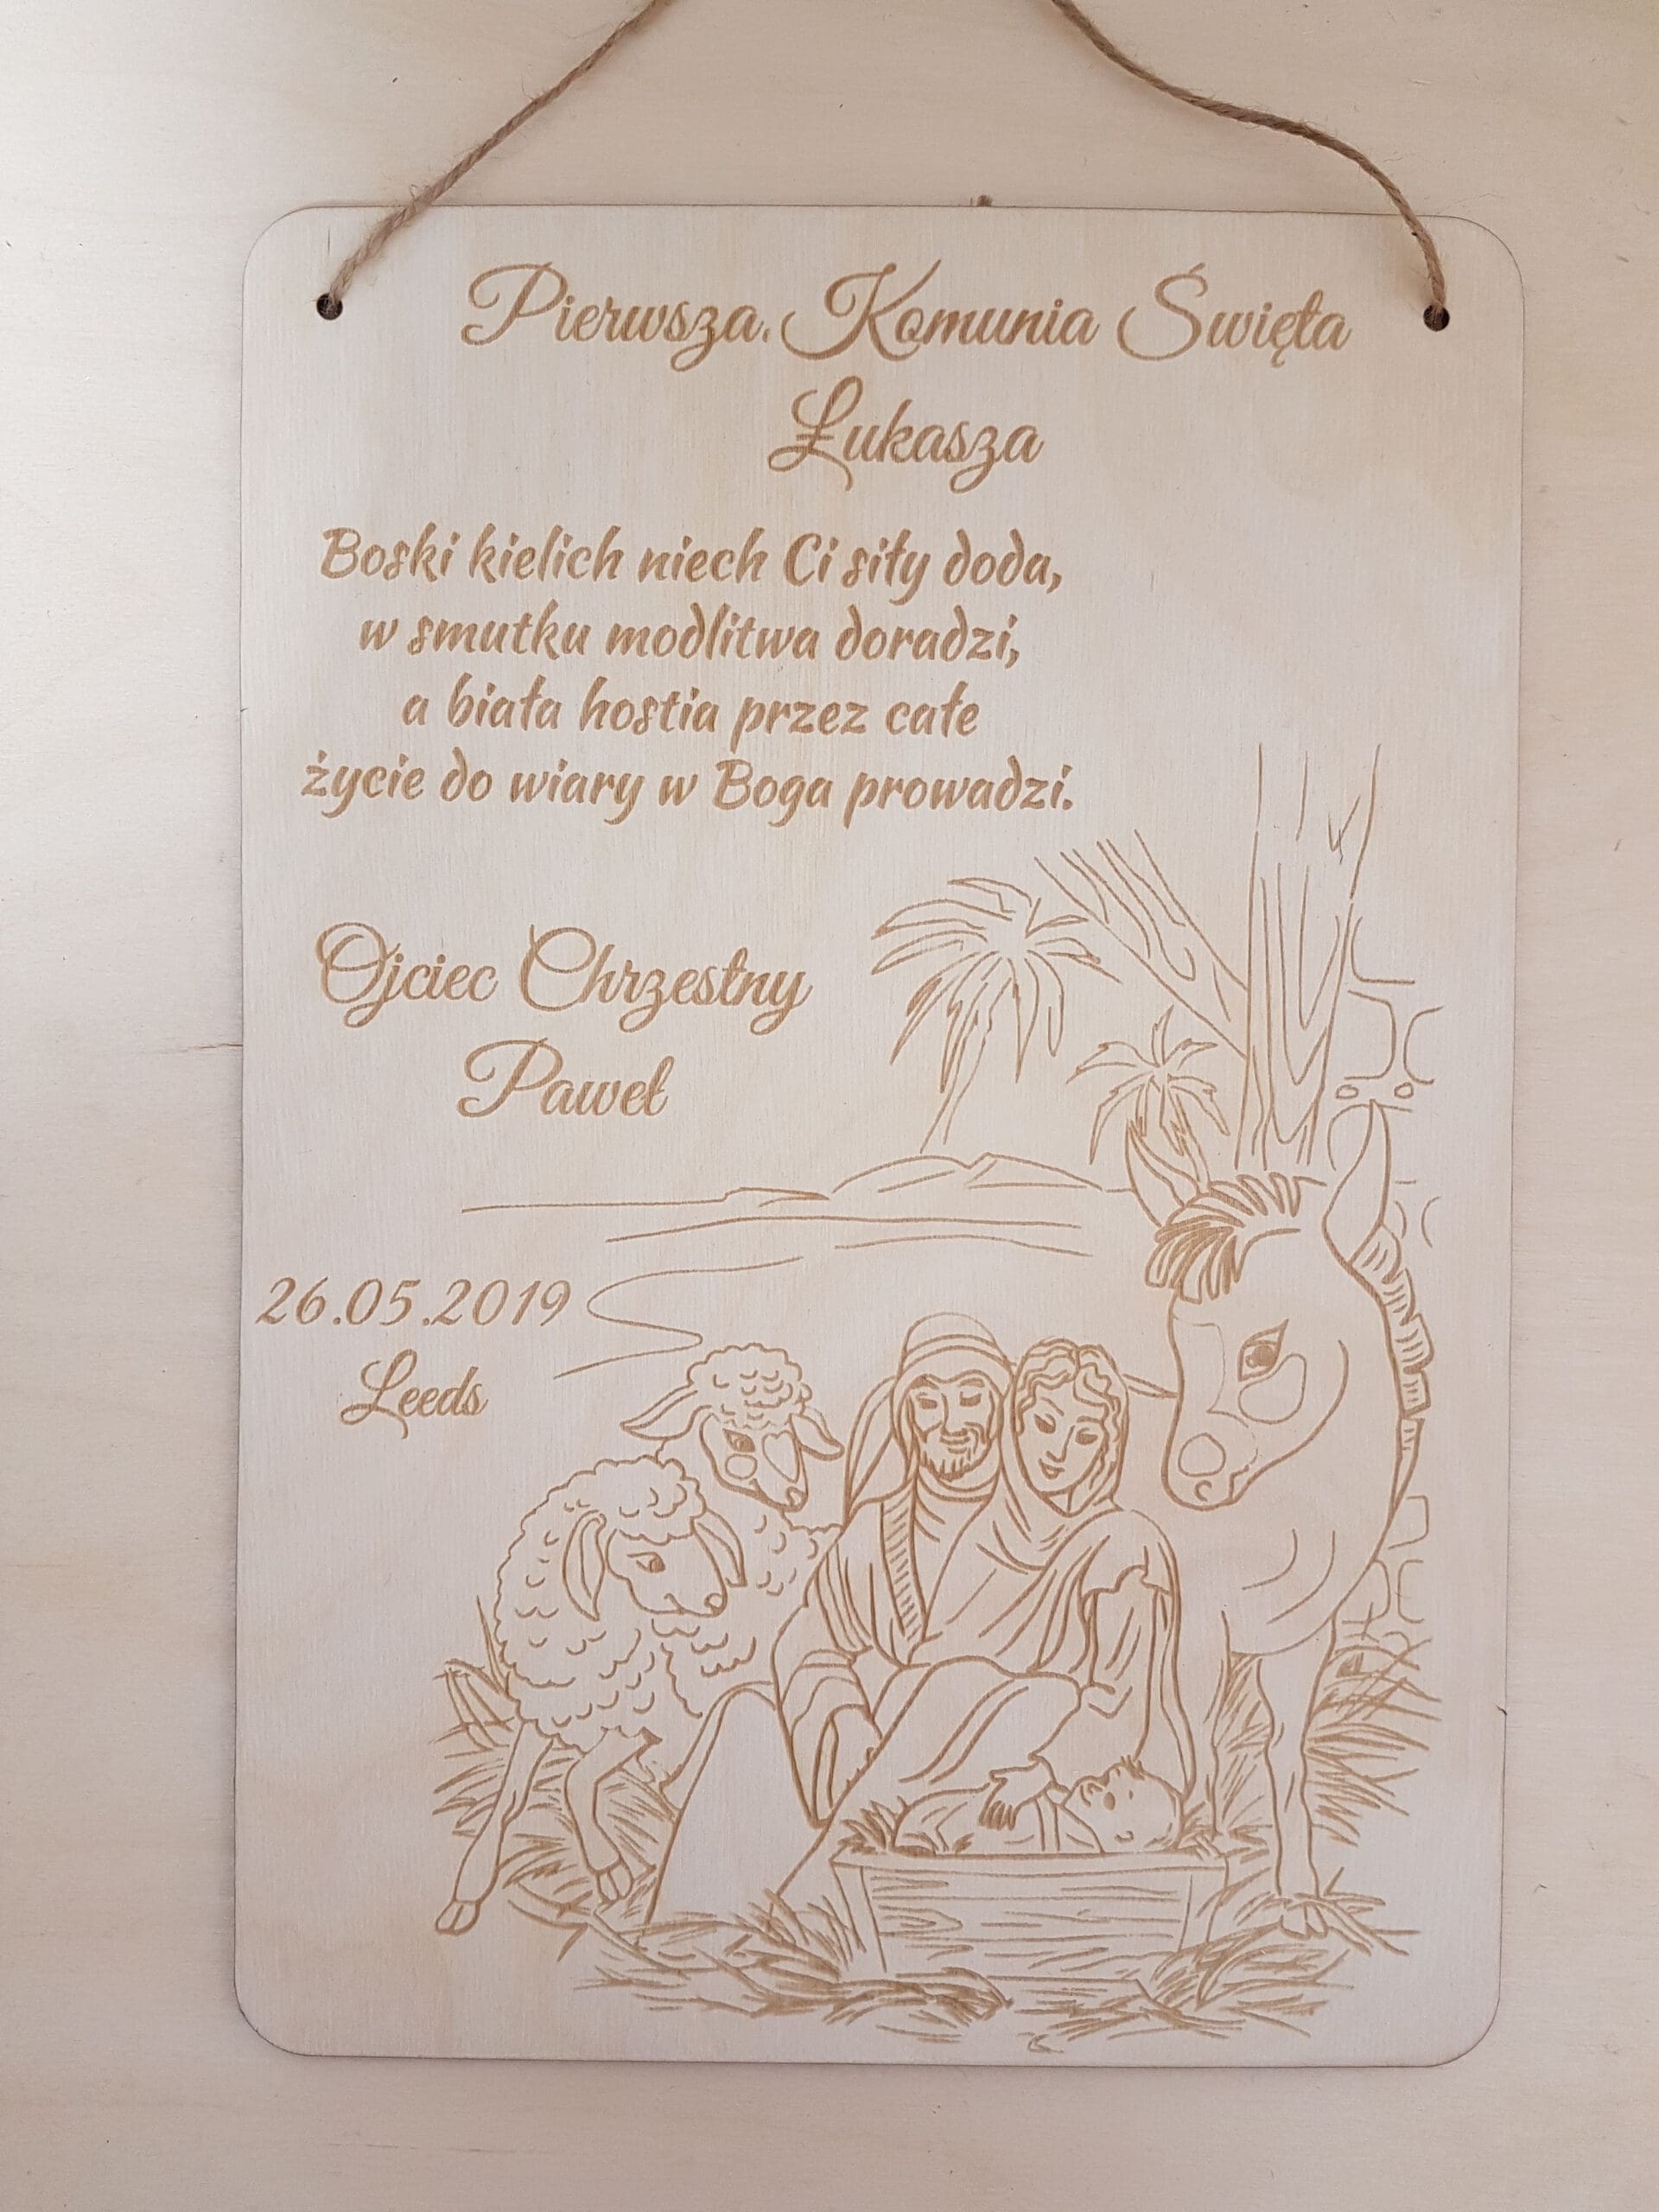 Pierwsza Komunia Święta
Łukasza
Boski kielich niech Ci siły doda,
w smutku modlitwa doradzi,
a biała hostia przez całe
życie do wiary w Boga prowadzi.
Ojciec Chrzestny
Paweł
26.05.2019
Leeds